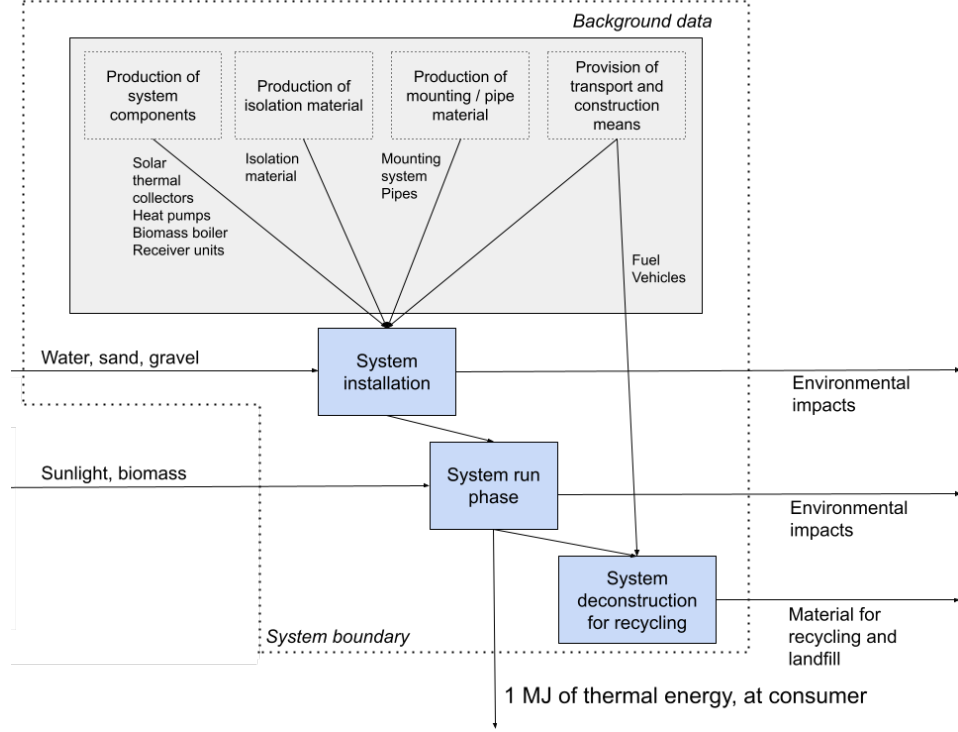 Background data
Production of
system
components
Production of
isolation material
Production of
mounting / pipe
material
Provision of
transport and
construction
means
Solar
thermal
collectors
Heat pumps
Biomass boiler
Receiver units
Isolation
material
Mounting
system
Pipes
Fuel
Vehicles
Water, sand, gravel
System
installation
Environmental
impacts
Sunlight, biomass
System run
phase
Environmental
impacts
System
deconstruction
for recycling
Material for
recycling and
landfill
System boundary
1 MJ of thermal energy, at consumer